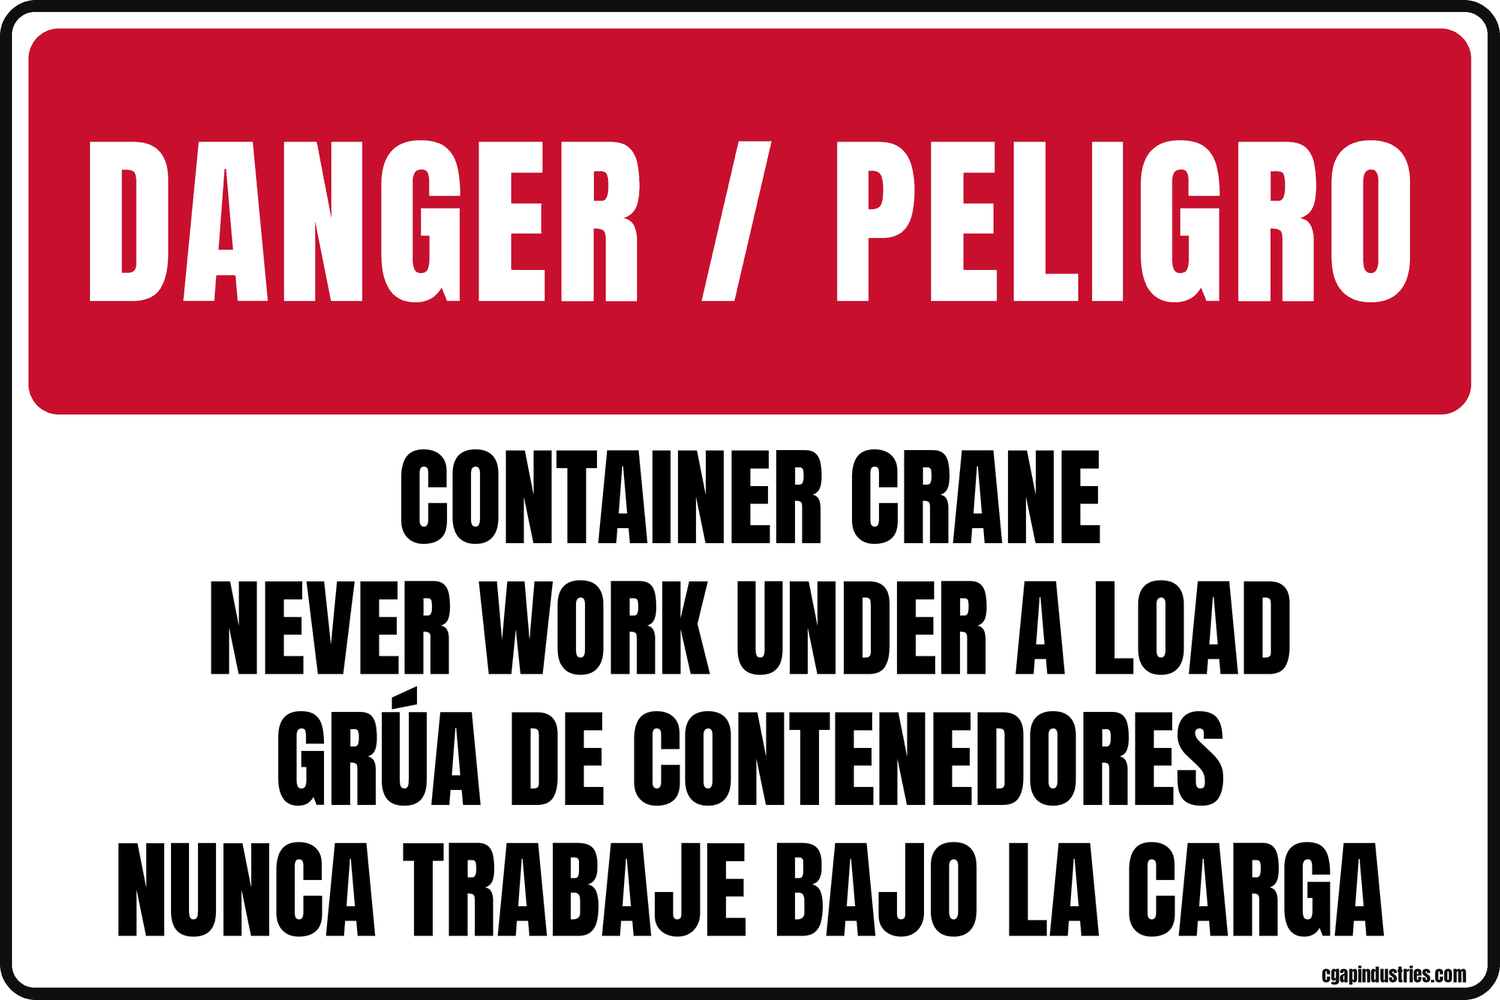 DANGER / PELIGRO
CONTAINER CRANE
NEVER WORK UNDER A LOAD
GRÚA DE CONTENEDORES
NUNCA TRABAJE BAJO LA CARGA
cgapindustries.com